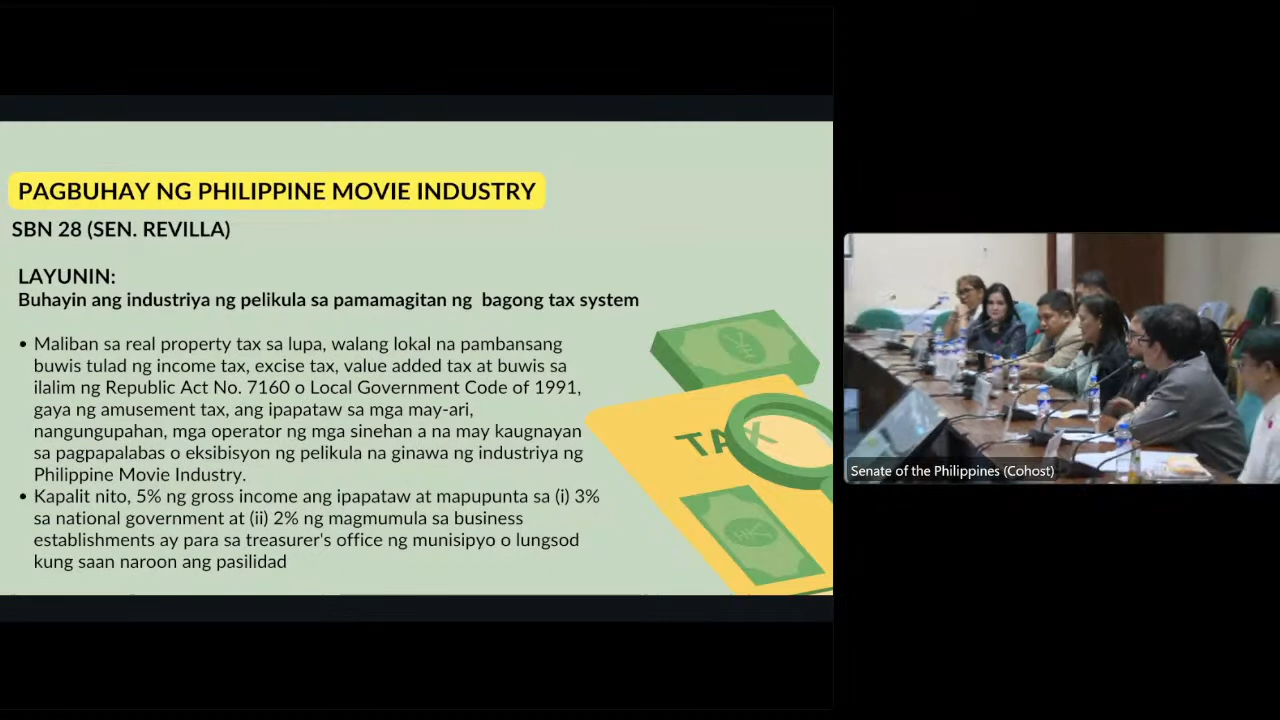 PAGBUHAY NG PHILIPPINE MOVIE INDUSTRY
SBN 28 (SEN. REVILLA)
LAYUNIN:
Buhayin ang industriya ng pelikula sa pamamagitan ng bagong tax system
• Maliban sa real property tax sa lupa, walang lokal na pambansang
buwis tulad ng income tax, excise tax, value added tax at buwis sa
ilalim ng Republic Act No. 7160 o Local Government Code of 1991,
gaya ng amusement tax, ang ipapataw sa mga may-ari,
nangungupahan, mga operator ng mga sinehan a na may kaugnayan
sa pagpapalabas o eksibisyon ng pelikula na ginawa ng industriya ng
Philippine Movie Industry.
• Kapalit nito, 5% ng gross income ang ipapataw at mapupunta sa (i) 3%
sa national government at (ii) 2% ng magmumula sa business
establishments ay para sa treasurer's office ng munisipyo o lungsod
kung saan naroon ang pasilidad
TAX
Senate of the Philippines (Cohost)